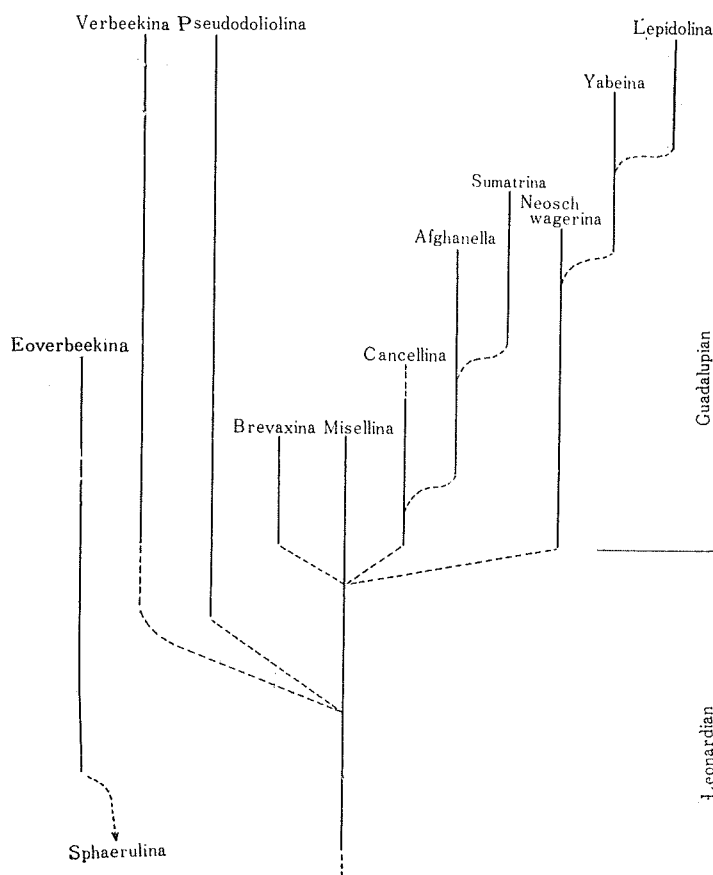 Verbeekina Pseudodoliolina
Lepidolina
Yabeina
Sumatrina
Neosch
wagerina
Afghanella
Eoverbeekina
Cancellina
Guadalupian
Brevaxina Misellina
Leonardian
Sphaerulina